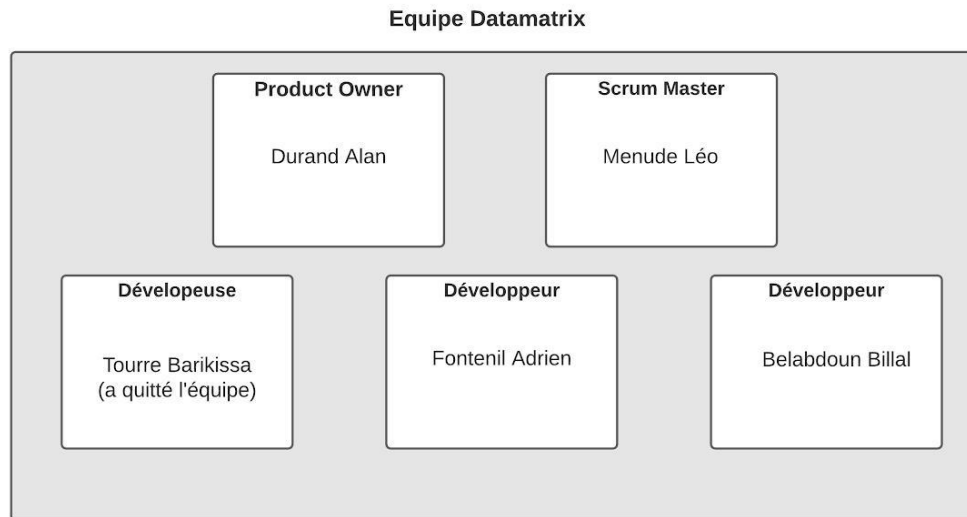 Equipe Datamatrix
Product Owner
Durand Alan
Scrum Master
Menude Léo
Dévelopeuse
Tourre Barikissa
(a quitté l'équipe)
Développeur
Fontenil Adrien
Développeur
Belabdoun Billal